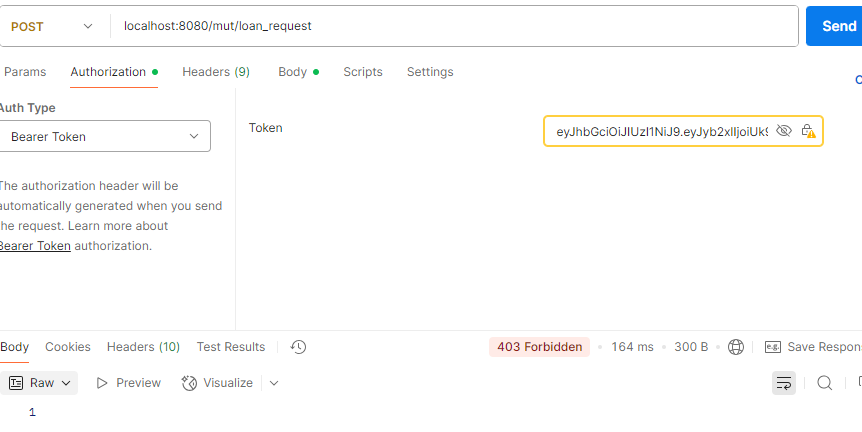 POST localhost:8080/mut/loan_request Send
Params Authorization Headers (9) Body Scripts Settings
Auth Type
Bearer Token
Token
The authorization header will be
automatically generated when you send
the request. Learn more about
Bearer Token authorization.
Body Cookies Headers (10) Test Results 403 Forbidden 164 ms 300 B e.g. Save Respon
Raw Preview Visualize
1